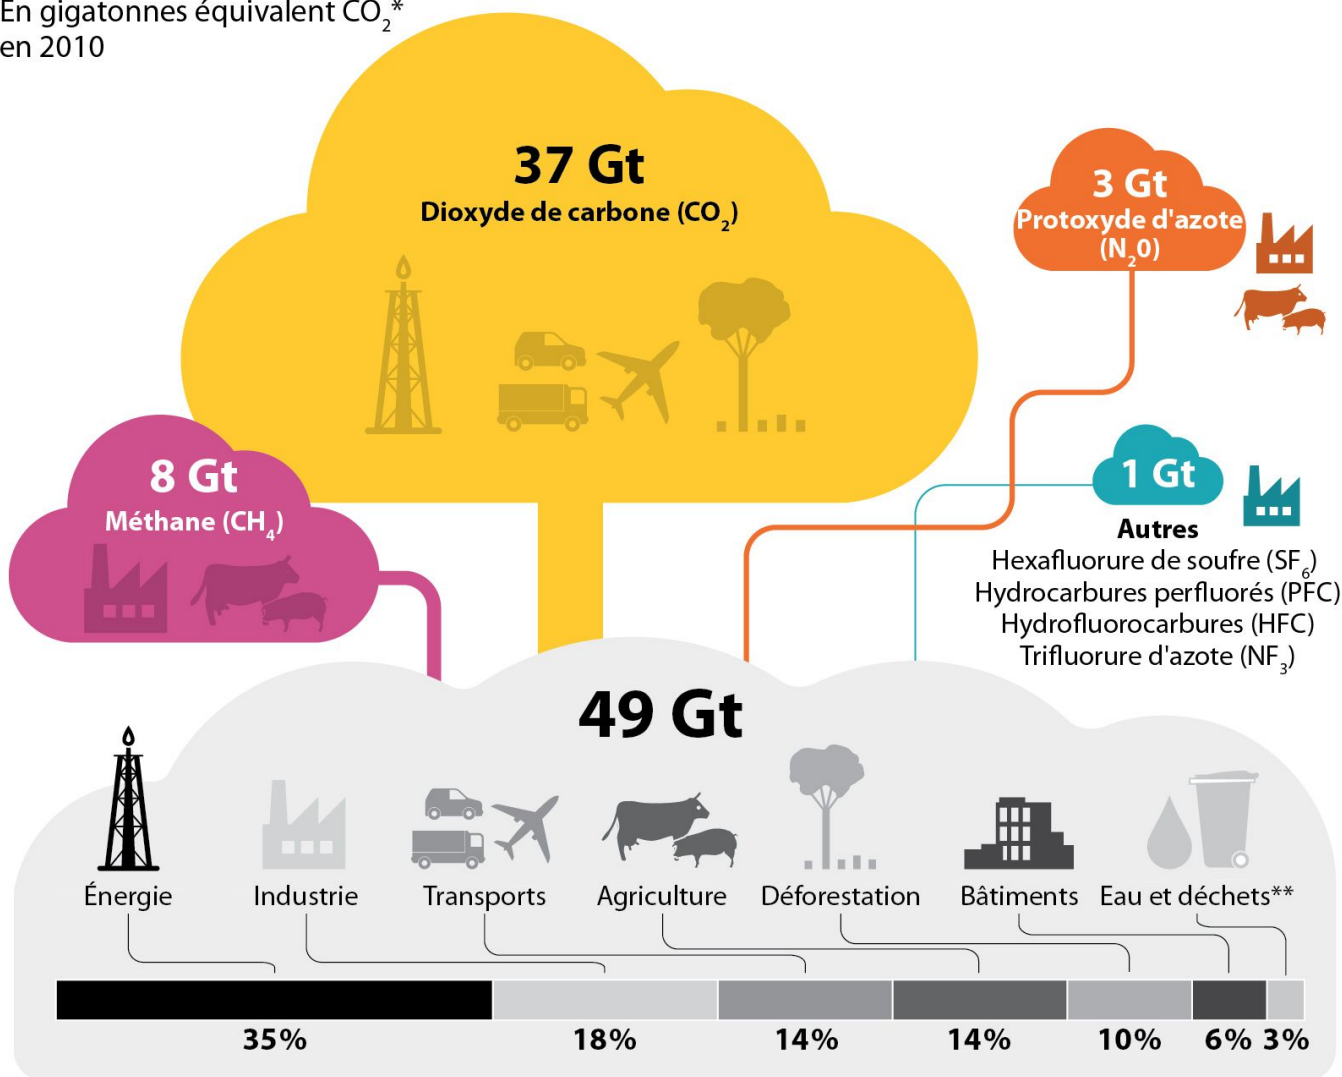 En gigatonnes équivalent CO₂*
en 2010
37 Gt
Dioxyde de carbone (CO₂)
3 Gt
Protoxyde d'azote
(N₂0)
8 Gt
Méthane (CH₄)
1 Gt
Autres
Hexafluorure de soufre (SF₆)
Hydrocarbures perfluorés (PFC)
Hydrofluorocarbures (HFC)
Trifluorure d'azote (NF₃)
49 Gt
Énergie
Industrie
Transports
Agriculture
Déforestation
Bâtiments
Eau et déchets**
35%
18%
14%
14%
10%
6%
3%